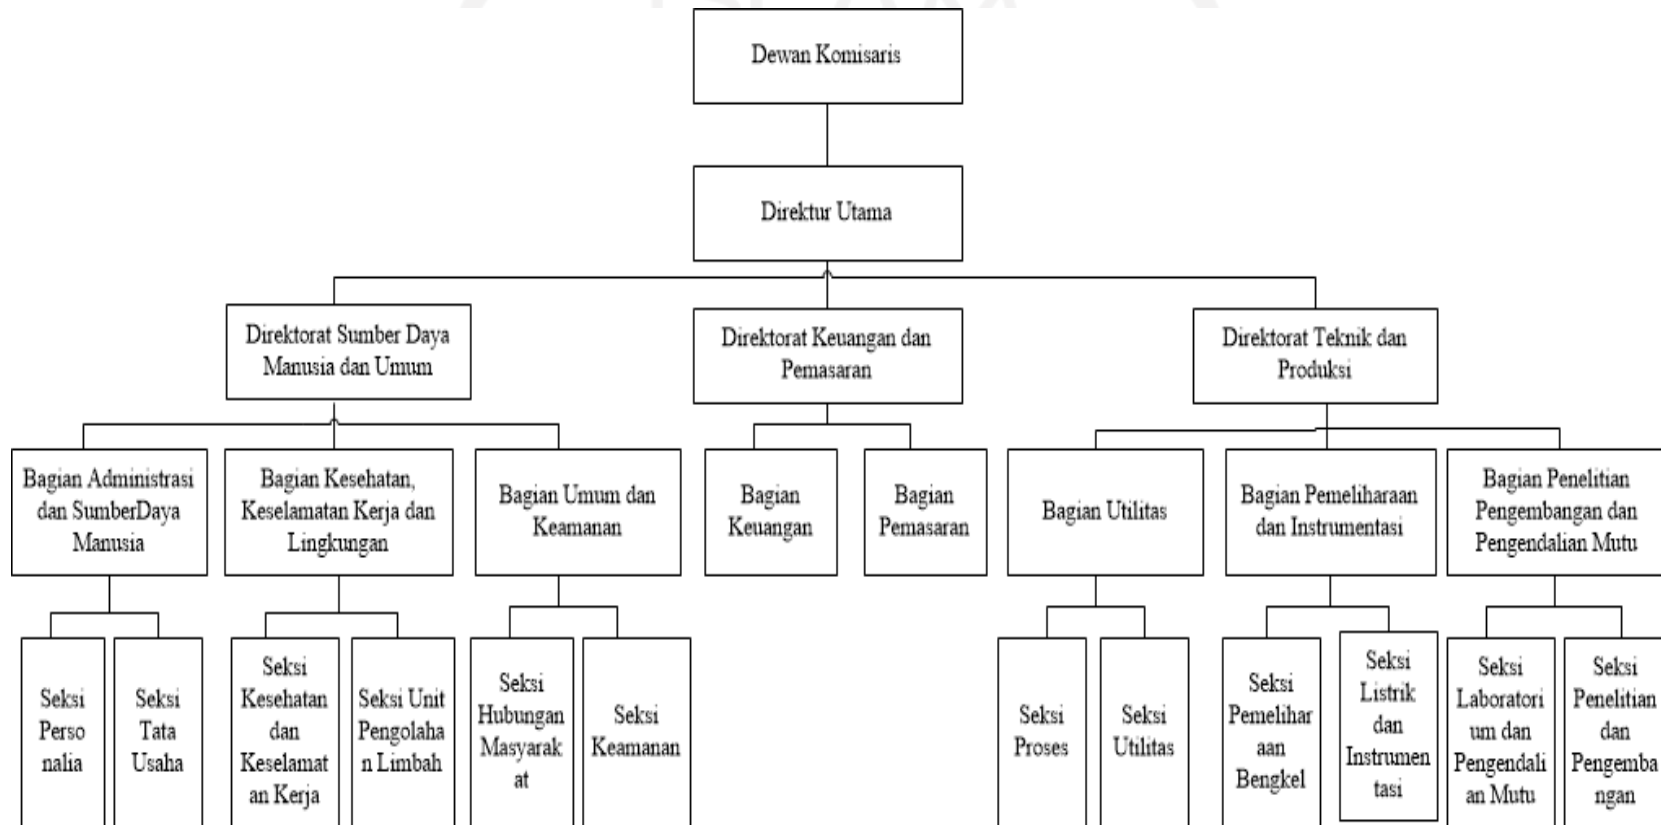 Dewan Komisaris
Direktur Utama
Direktorat Sumber Daya
Manusia dan Umum
Direktorat Keuangan dan
Pemasaran
Direktorat Teknik dan
Produksi
Bagian Administrasi
dan SumberDaya
Manusia
Bagian Kesehatan,
Keselamatan Kerja dan
Lingkungan
Bagian Umum dan
Keamanan
Bagian
Keuangan
Bagian
Pemasaran
Bagian Utilitas
Bagian Pemeliharaan
dan Instrumentasi
Bagian Penelitian
Pengembangan dan
Pengendalian Mutu
Seksi
Perso
nalia
Seksi
Tata
Usaha
Seksi
Kesehatan
dan
Keselamat
an Kerja
Seksi Unit
Pengolaha
n Limbah
Seksi
Hubungan
Masyarak
at
Seksi
Keamanan
Seksi
Proses
Seksi
Utilitas
Seksi
Pemelihar
aan
Bengkel
Seksi
Listrik
dan
Instrumen
tasi
Seksi
Laboratori
um dan
Pengendali
an Mutu
Seksi
Penelitian
dan
Pengemba
ngan